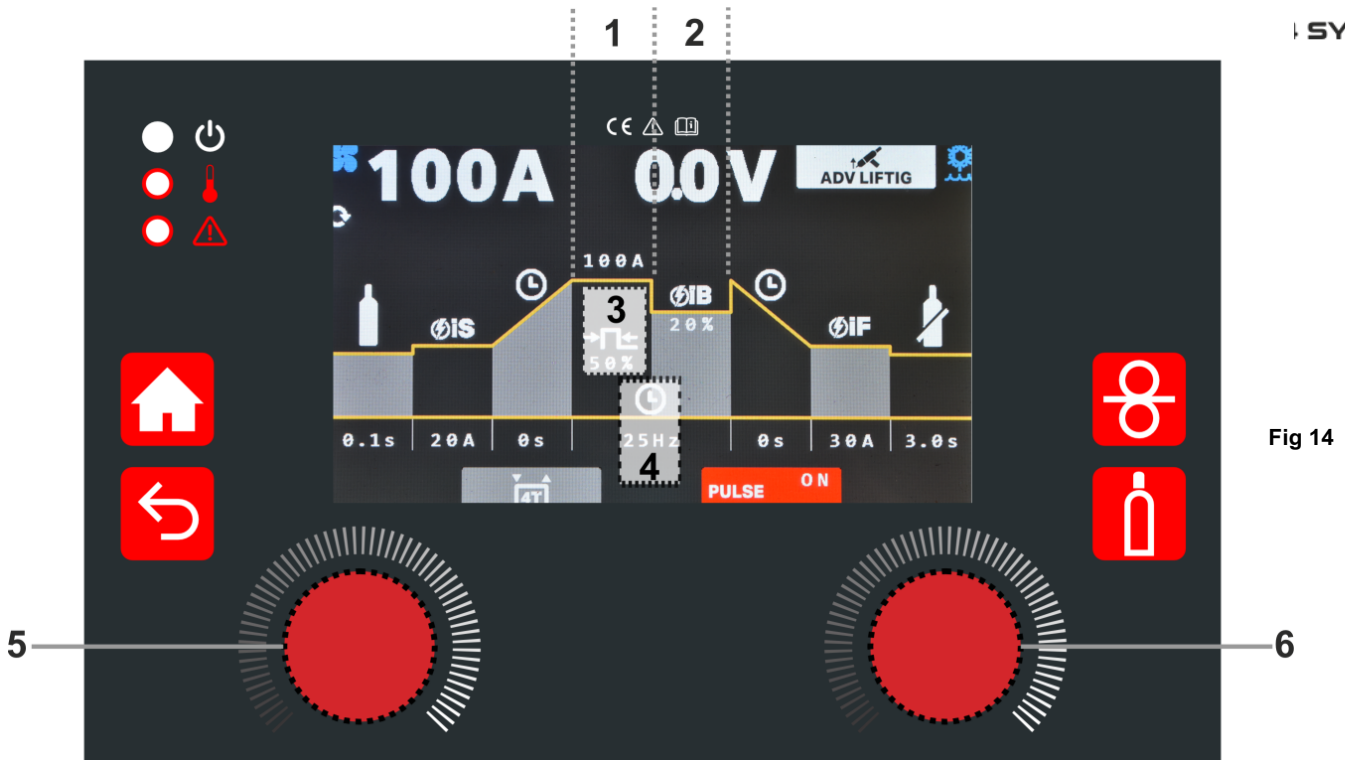 1 2
SY
CE
100A 0.0V ADV LIFTIG
100A
iS
3
50%
iB
20%
iF
0.1s 20A 0s 25Hz 0s 30A 3.0s
4
4T
PULSE ON
Fig 14
5 6